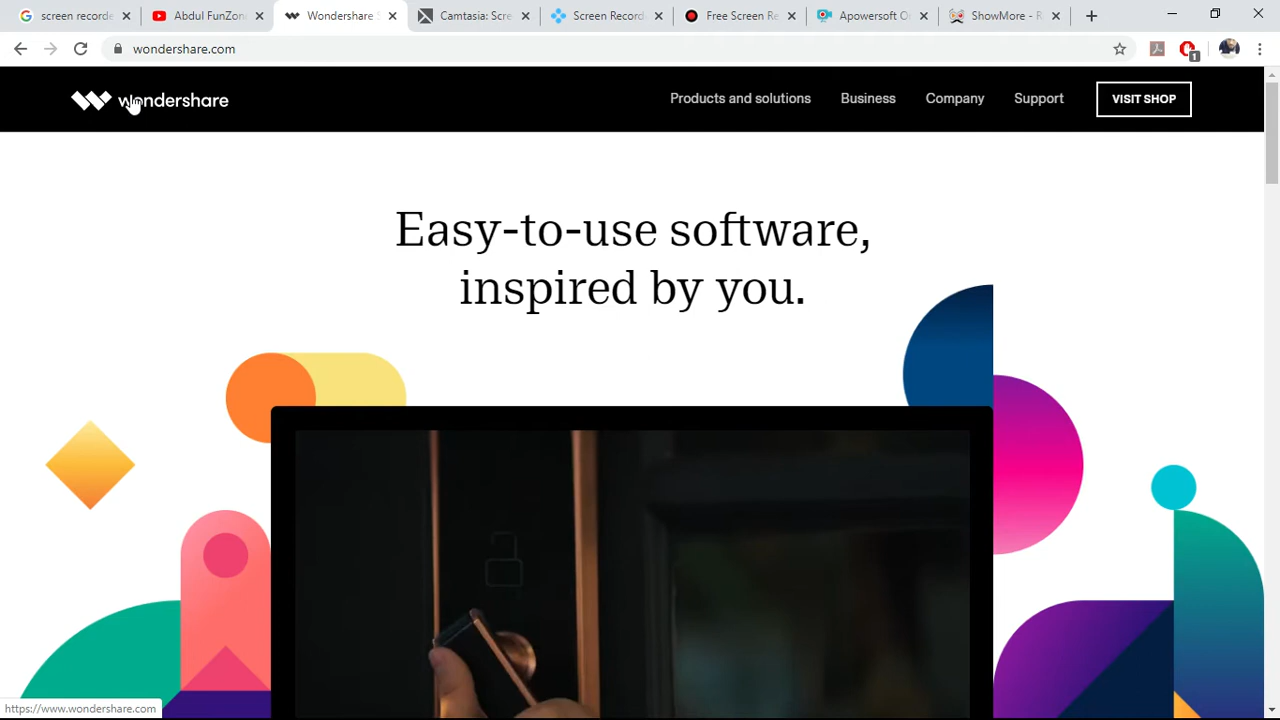 screen recorde
Abdul FunZon
Wondershare
Camtasia: Scre
Screen Record
Free Screen Re
Apowersoft O
ShowMore - R
wondershare.com
1
wondershare
Products and solutions
Business
Company
Support
VISIT SHOP
Easy-to-use software,
inspired by you.
https://www.wondershare.com